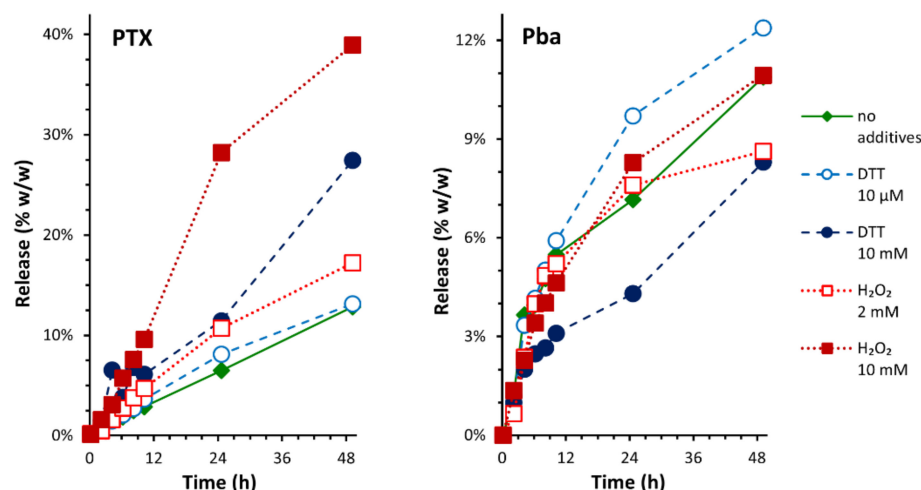 PTX
Release (% w/w)
40%
30%
20%
10%
0%
0 12 24 36 48
Time (h)
Pba
Release (% w/w)
12%
9%
6%
3%
0%
0 12 24 36 48
Time (h)
no
additives
DTT
10 µM
DTT
10 mM
H₂O₂
2 mM
H₂O₂
10 mM